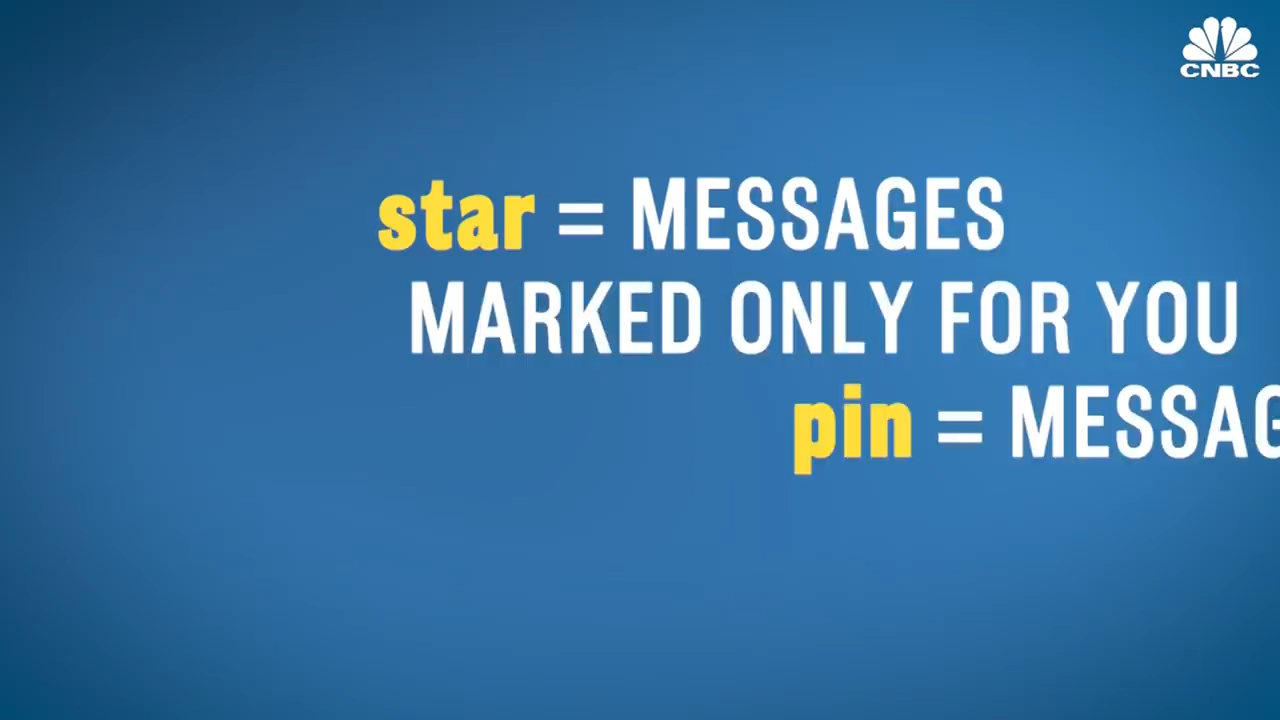 CNBC
star = MESSAGES
MARKED ONLY FOR YOU
pin = MESSAG